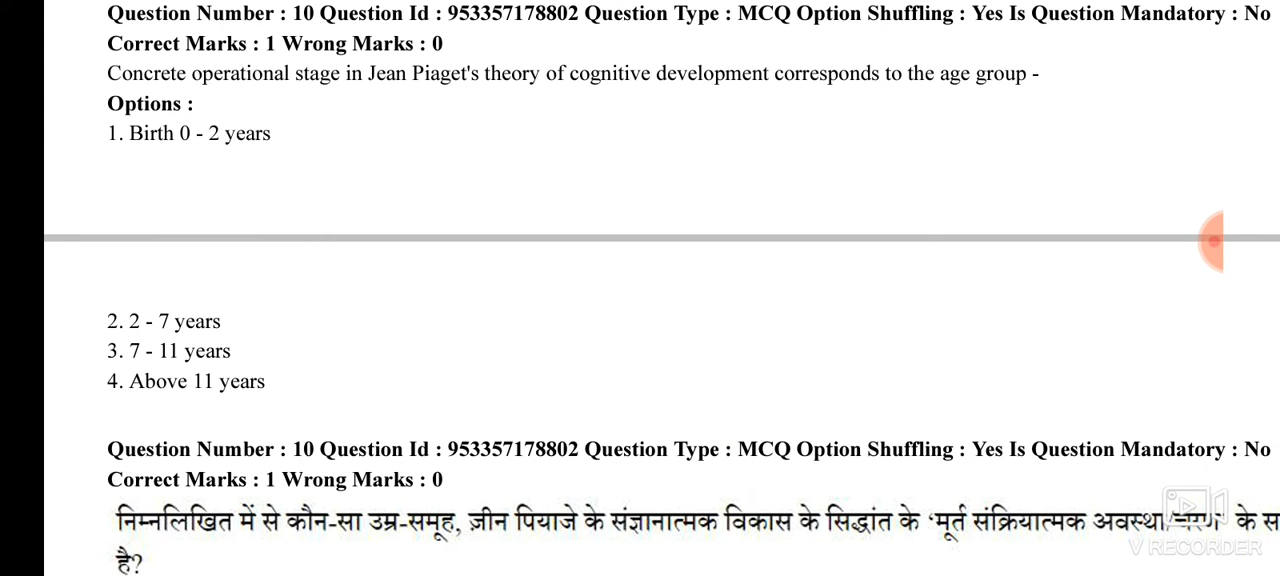 Question Number : 10 Question Id : 953357178802 Question Type : MCQ Option Shuffling : Yes Is Question Mandatory : No
Correct Marks : 1 Wrong Marks : 0
Concrete operational stage in Jean Piaget's theory of cognitive development corresponds to the age group -
Options :
1. Birth 0 - 2 years
2. 2 - 7 years
3. 7 - 11 years
4. Above 11 years
Question Number : 10 Question Id : 953357178802 Question Type : MCQ Option Shuffling : Yes Is Question Mandatory : No
Correct Marks : 1 Wrong Marks : 0
निम्नलिखित में से कौन-सा उम्र-समूह, ज़ीन पियाजे के संज्ञानात्मक विकास के सिद्धांत के ‘मूर्त संक्रियात्मक अवस्था/ के
है?
V RECORDER